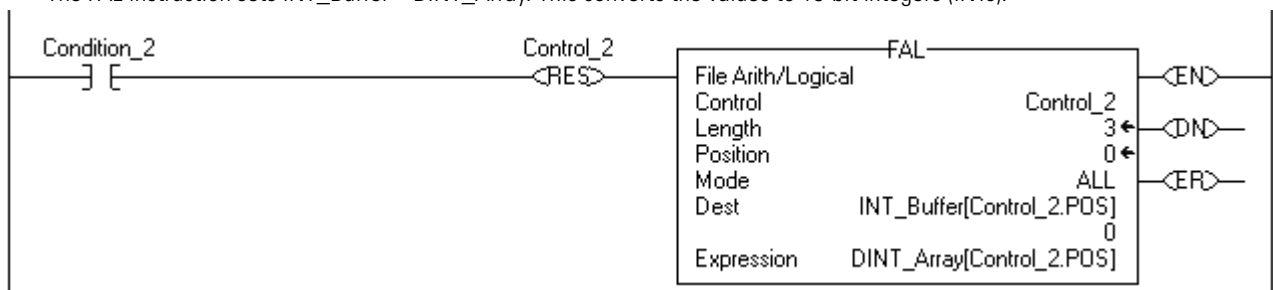 The FAL instruction sets INT_Buffer = DINT_Array. This converts the values to 16-bit integers (INTs).
Condition_2
Control_2
RES
FAL
File Arith/Logical
Control Control_2
Length 3
Position 0
Mode ALL
Dest INT_Buffer[Control_2.POS]
0
Expression DINT_Array[Control_2.POS]
EN
DN
ER